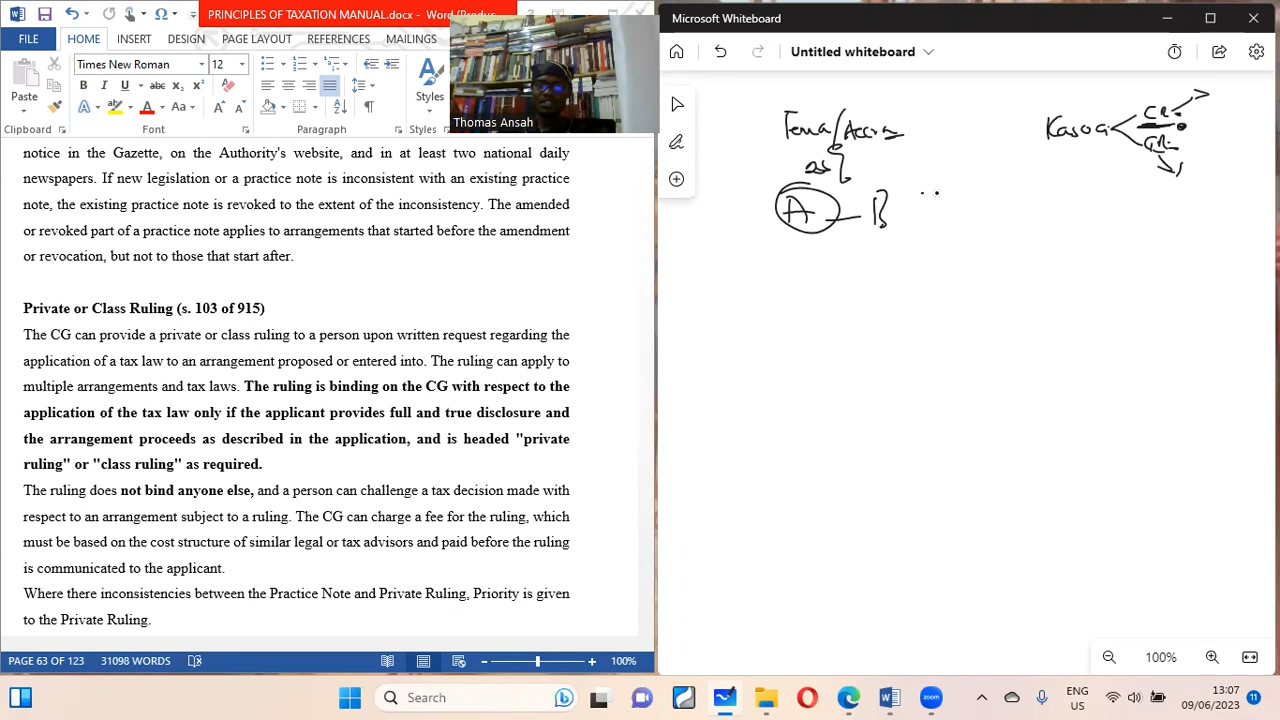 PRINCIPLES OF TAXATION MANUAL.docx - Word (Produc
FILE HOME INSERT DESIGN PAGE LAYOUT REFERENCES MAILINGS
Times New Roman 12
Paste
B I U abc X₂ X²
A Aa A A
Styles
Clipboard Font Paragraph Styles
Thomas Ansah
notice in the Gazette, on the Authority's website, and in at least two national daily
newspapers. If new legislation or a practice note is inconsistent with an existing practice
note, the existing practice note is revoked to the extent of the inconsistency. The amended
or revoked part of a practice note applies to arrangements that started before the amendment
or revocation, but not to those that start after.
Private or Class Ruling (s. 103 of 915)
The CG can provide a private or class ruling to a person upon written request regarding the
application of a tax law to an arrangement proposed or entered into. The ruling can apply to
multiple arrangements and tax laws. The ruling is binding on the CG with respect to the
application of the tax law only if the applicant provides full and true disclosure and
the arrangement proceeds as described in the application, and is headed "private
ruling" or "class ruling" as required.
The ruling does not bind anyone else, and a person can challenge a tax decision made with
respect to an arrangement subject to a ruling. The CG can charge a fee for the ruling, which
must be based on the cost structure of similar legal or tax advisors and paid before the ruling
is communicated to the applicant.
Where there inconsistencies between the Practice Note and Private Ruling, Priority is given
to the Private Ruling.
PAGE 63 OF 123 31098 WORDS 100%
Microsoft Whiteboard
Untitled whiteboard
Tema/Accra
A B
Kasoa
100%
Search
ENG
US
13:07
09/06/2023